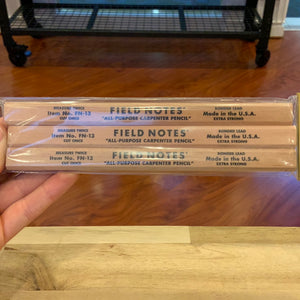 MEASURE TWICE FIELD NOTES® BONDED LEAD
Item No. FN-13 "ALL-PURPOSE CARPENTER PENCIL" Made in the U.S.A.
CUT ONCE EXTRA STRONG
MEASURE TWICE FIELD NOTES® BONDED LEAD
Item No. FN-13 "ALL-PURPOSE CARPENTER PENCIL" Made in the U.S.A.
CUT ONCE EXTRA STRONG
MEASURE TWICE FIELD NOTES® BONDED LEAD
Item No. FN-13 "ALL-PURPOSE CARPENTER PENCIL" Made in the U.S.A.
CUT ONCE EXTRA STRONG